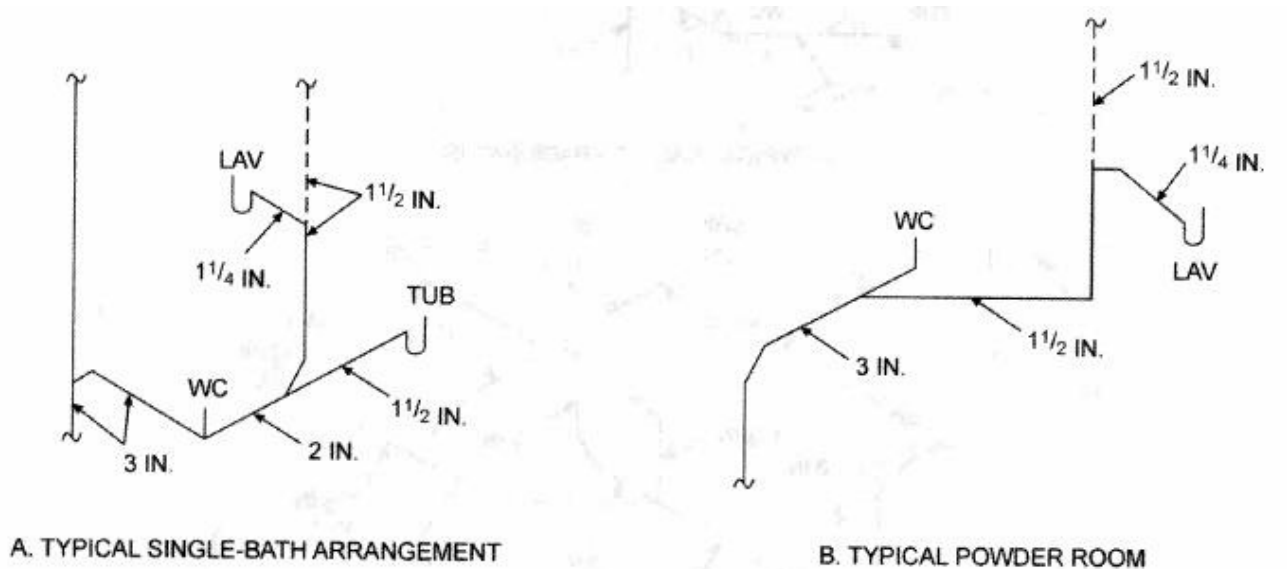 LAV
1 1/2 IN.
1 1/4 IN.
TUB
WC
1 1/2 IN.
2 IN.
3 IN.
A. TYPICAL SINGLE-BATH ARRANGEMENT
1 1/2 IN.
1 1/4 IN.
WC
LAV
1 1/2 IN.
3 IN.
B. TYPICAL POWDER ROOM